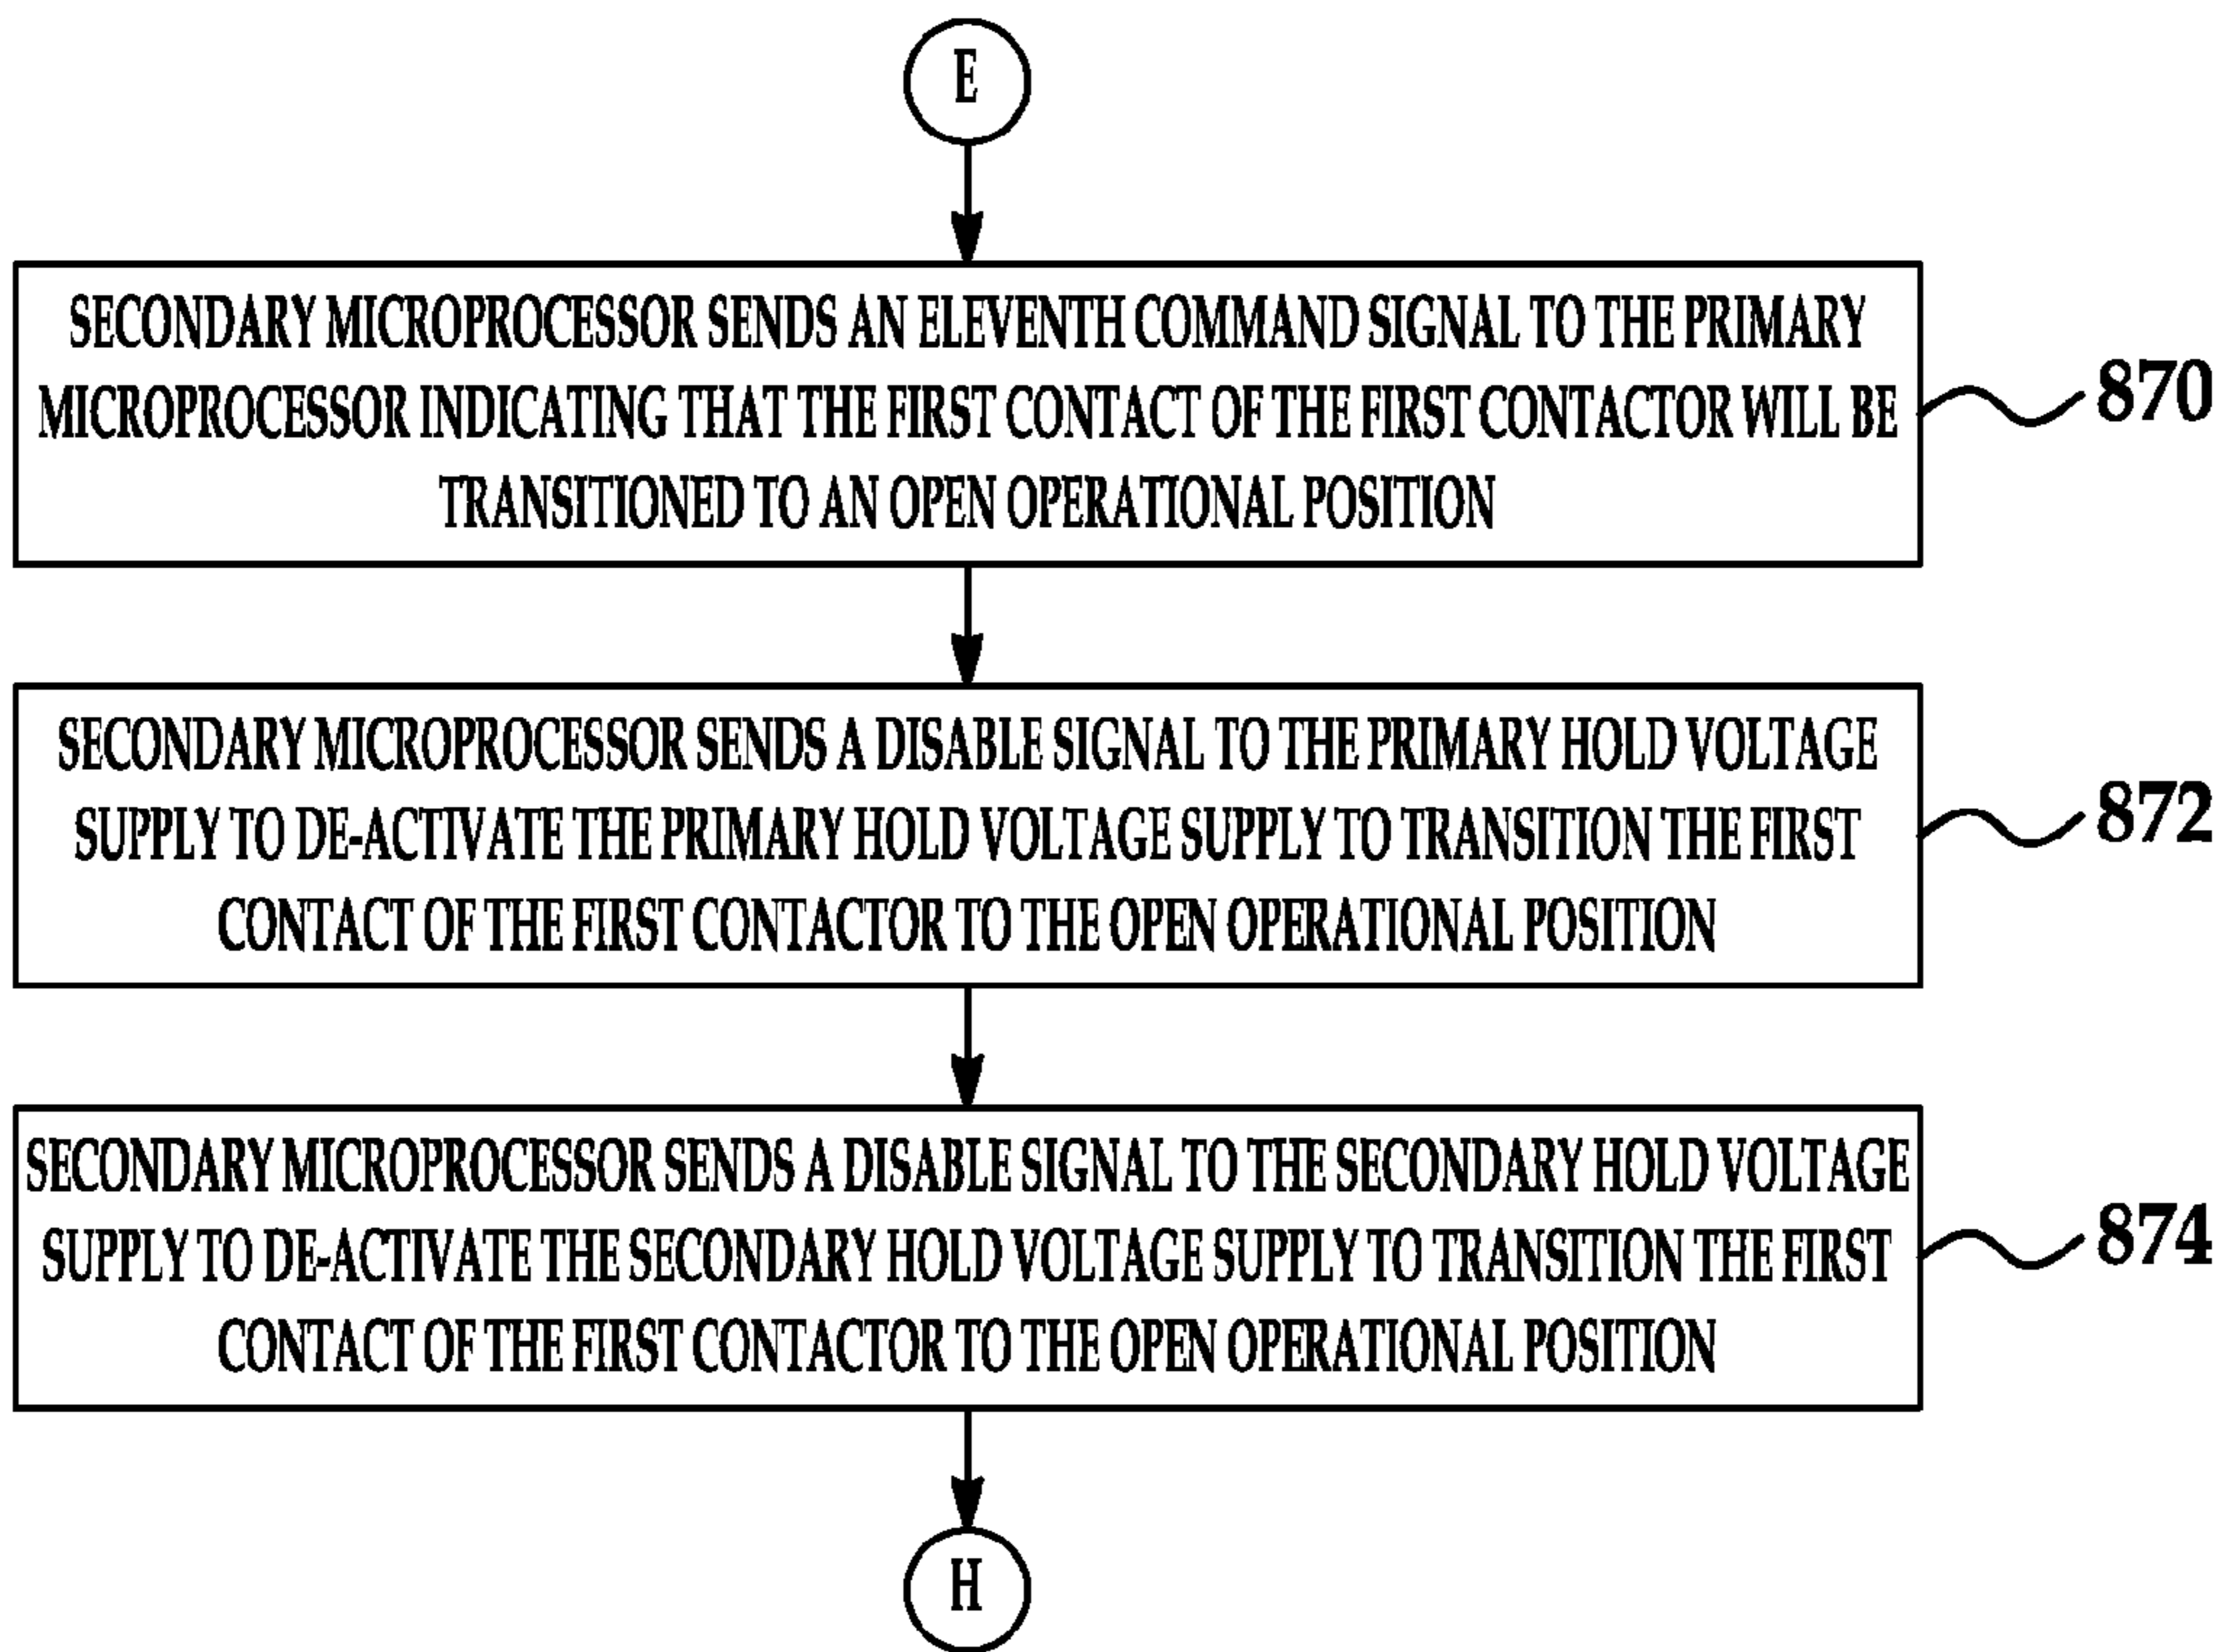 E
SECONDARY MICROPROCESSOR SENDS AN ELEVENTH COMMAND SIGNAL TO THE PRIMARY
MICROPROCESSOR INDICATING THAT THE FIRST CONTACT OF THE FIRST CONTACTOR WILL BE
TRANSITIONED TO AN OPEN OPERATIONAL POSITION
870
SECONDARY MICROPROCESSOR SENDS A DISABLE SIGNAL TO THE PRIMARY HOLD VOLTAGE
SUPPLY TO DE-ACTIVATE THE PRIMARY HOLD VOLTAGE SUPPLY TO TRANSITION THE FIRST
CONTACT OF THE FIRST CONTACTOR TO THE OPEN OPERATIONAL POSITION
872
SECONDARY MICROPROCESSOR SENDS A DISABLE SIGNAL TO THE SECONDARY HOLD VOLTAGE
SUPPLY TO DE-ACTIVATE THE SECONDARY HOLD VOLTAGE SUPPLY TO TRANSITION THE FIRST
CONTACT OF THE FIRST CONTACTOR TO THE OPEN OPERATIONAL POSITION
874
H